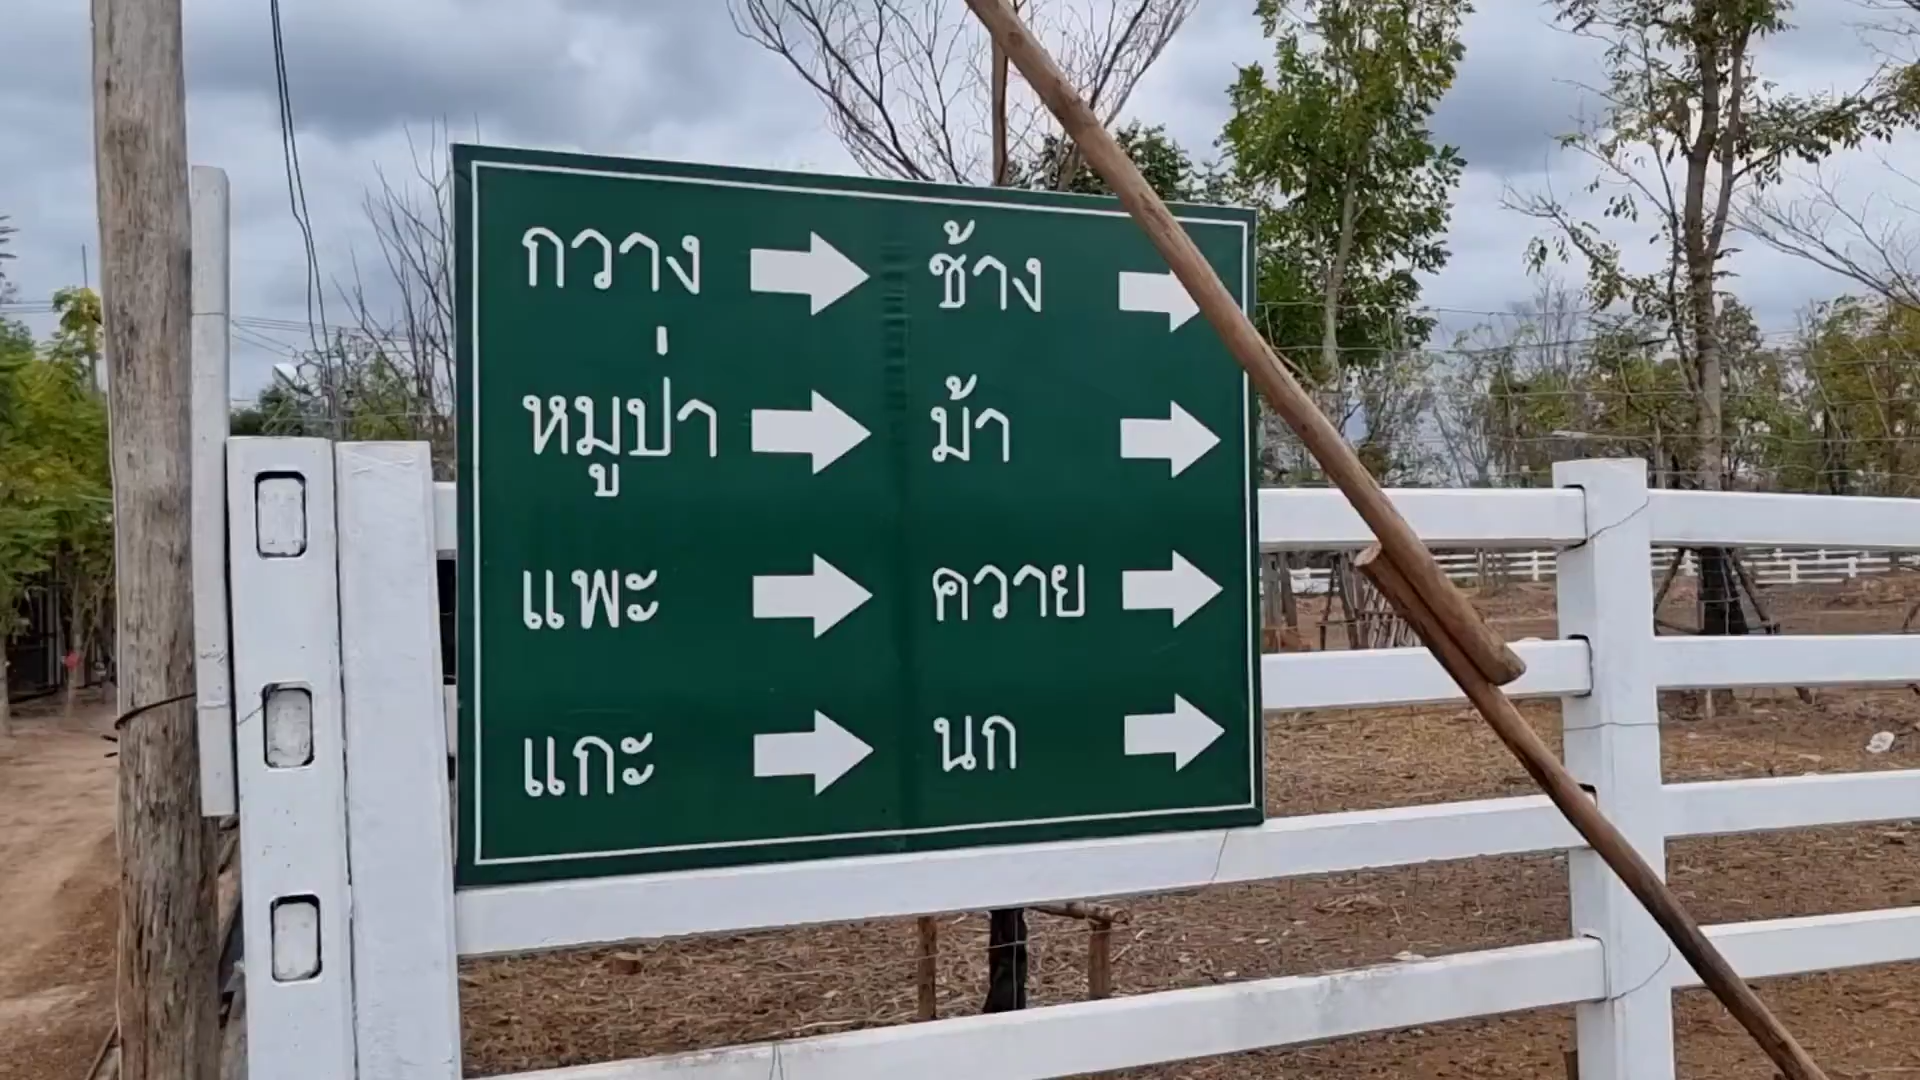 กวาง ช้าง
หมูป่า ม้า
แพะ ควาย
แกะ นก